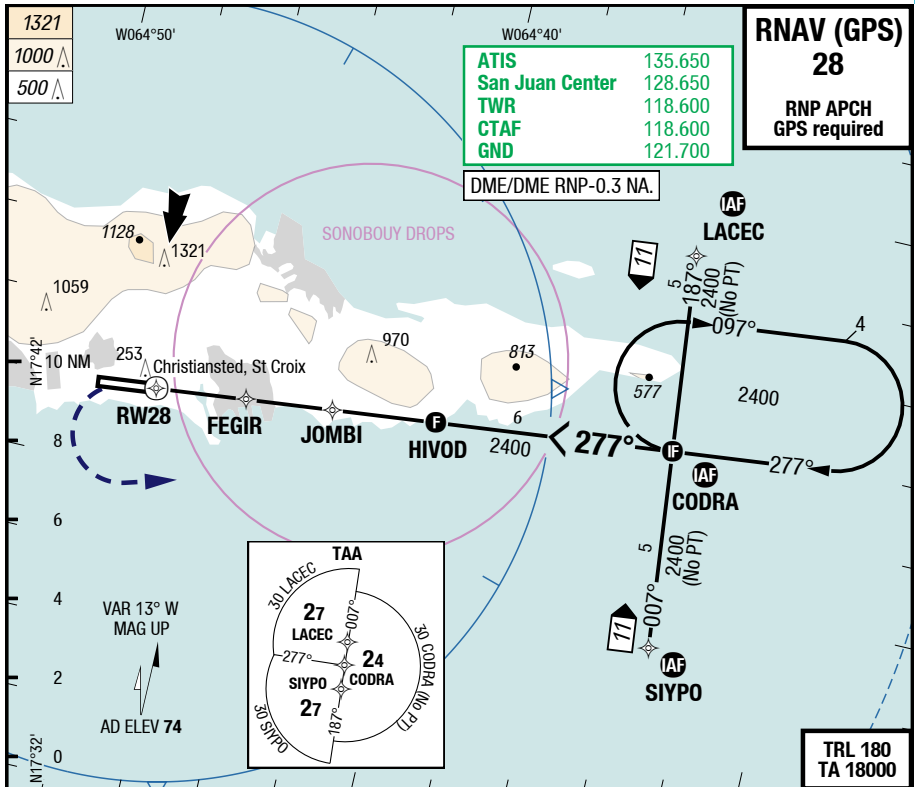 1321
1000
500
W064°50'
W064°40'
RNAV (GPS)
28
RNP APCH
GPS required
ATIS 135.650
San Juan Center 128.650
TWR 118.600
CTAF 118.600
GND 121.700
DME/DME RNP-0.3 NA.
IAF
LACEC
SONOBOUY DROPS
1128
1321
1059
11
5
187°
2400
(No PT)
097°
4
970
813
577
2400
N17°42'
10 NM
253
Christiansted, St Croix
RW28
FEGIR
JOMBI
F
HIVOD
6
2400
277°
IF
277°
IAF
CODRA
8
6
4
2
0
N17°32'
5
2400
(No PT)
007°
11
IAF
SIYPO
VAR 13° W
MAG UP
AD ELEV 74
TAA
30 LACEC
27
LACEC
007°
277°
24
CODRA
30 CODRA (No PT)
SIYPO
27
187°
30 SIYPO
TRL 180
TA 18000